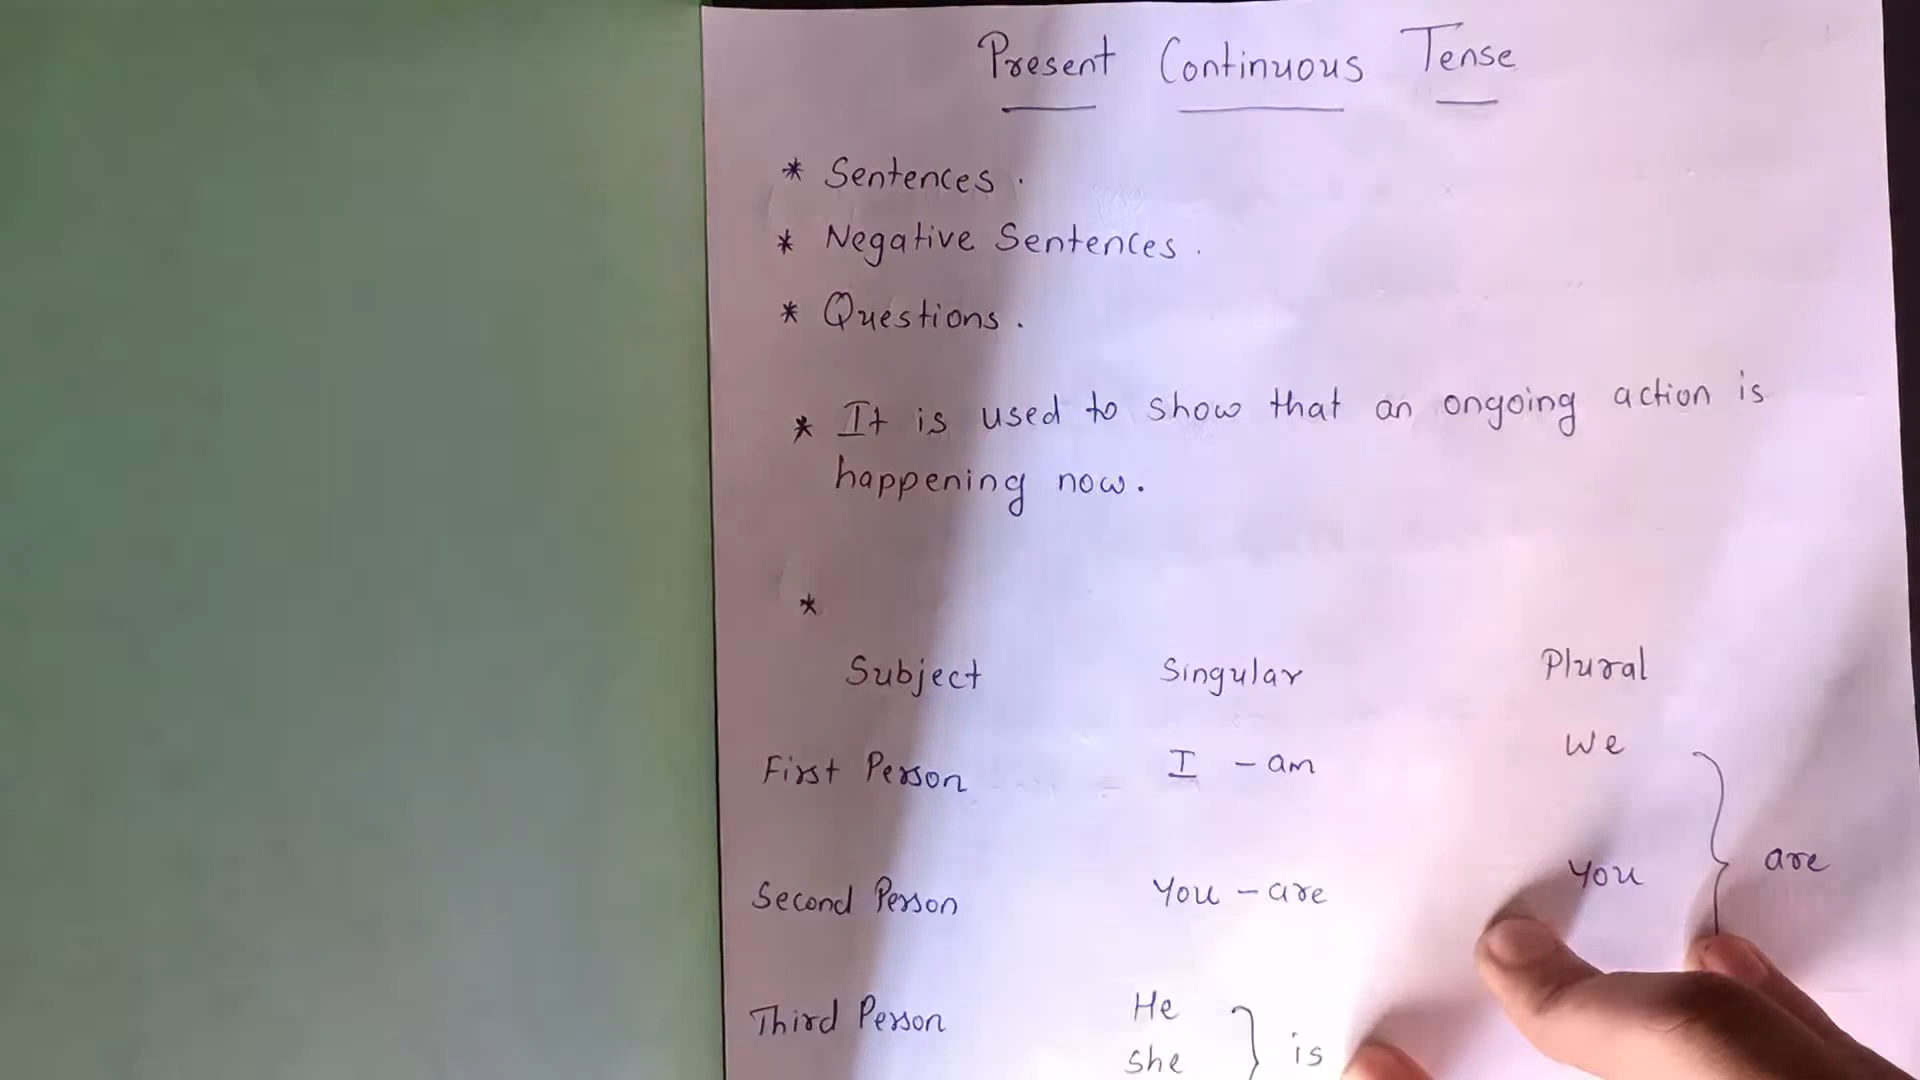 Present Continuous Tense
* Sentences.
* Negative Sentences.
* Questions.
* It is used to show that an ongoing action is
happening now.
*
Subject Singular Plural
First Person I - am We
Second Person You - are You } are
Third Person He
She } is